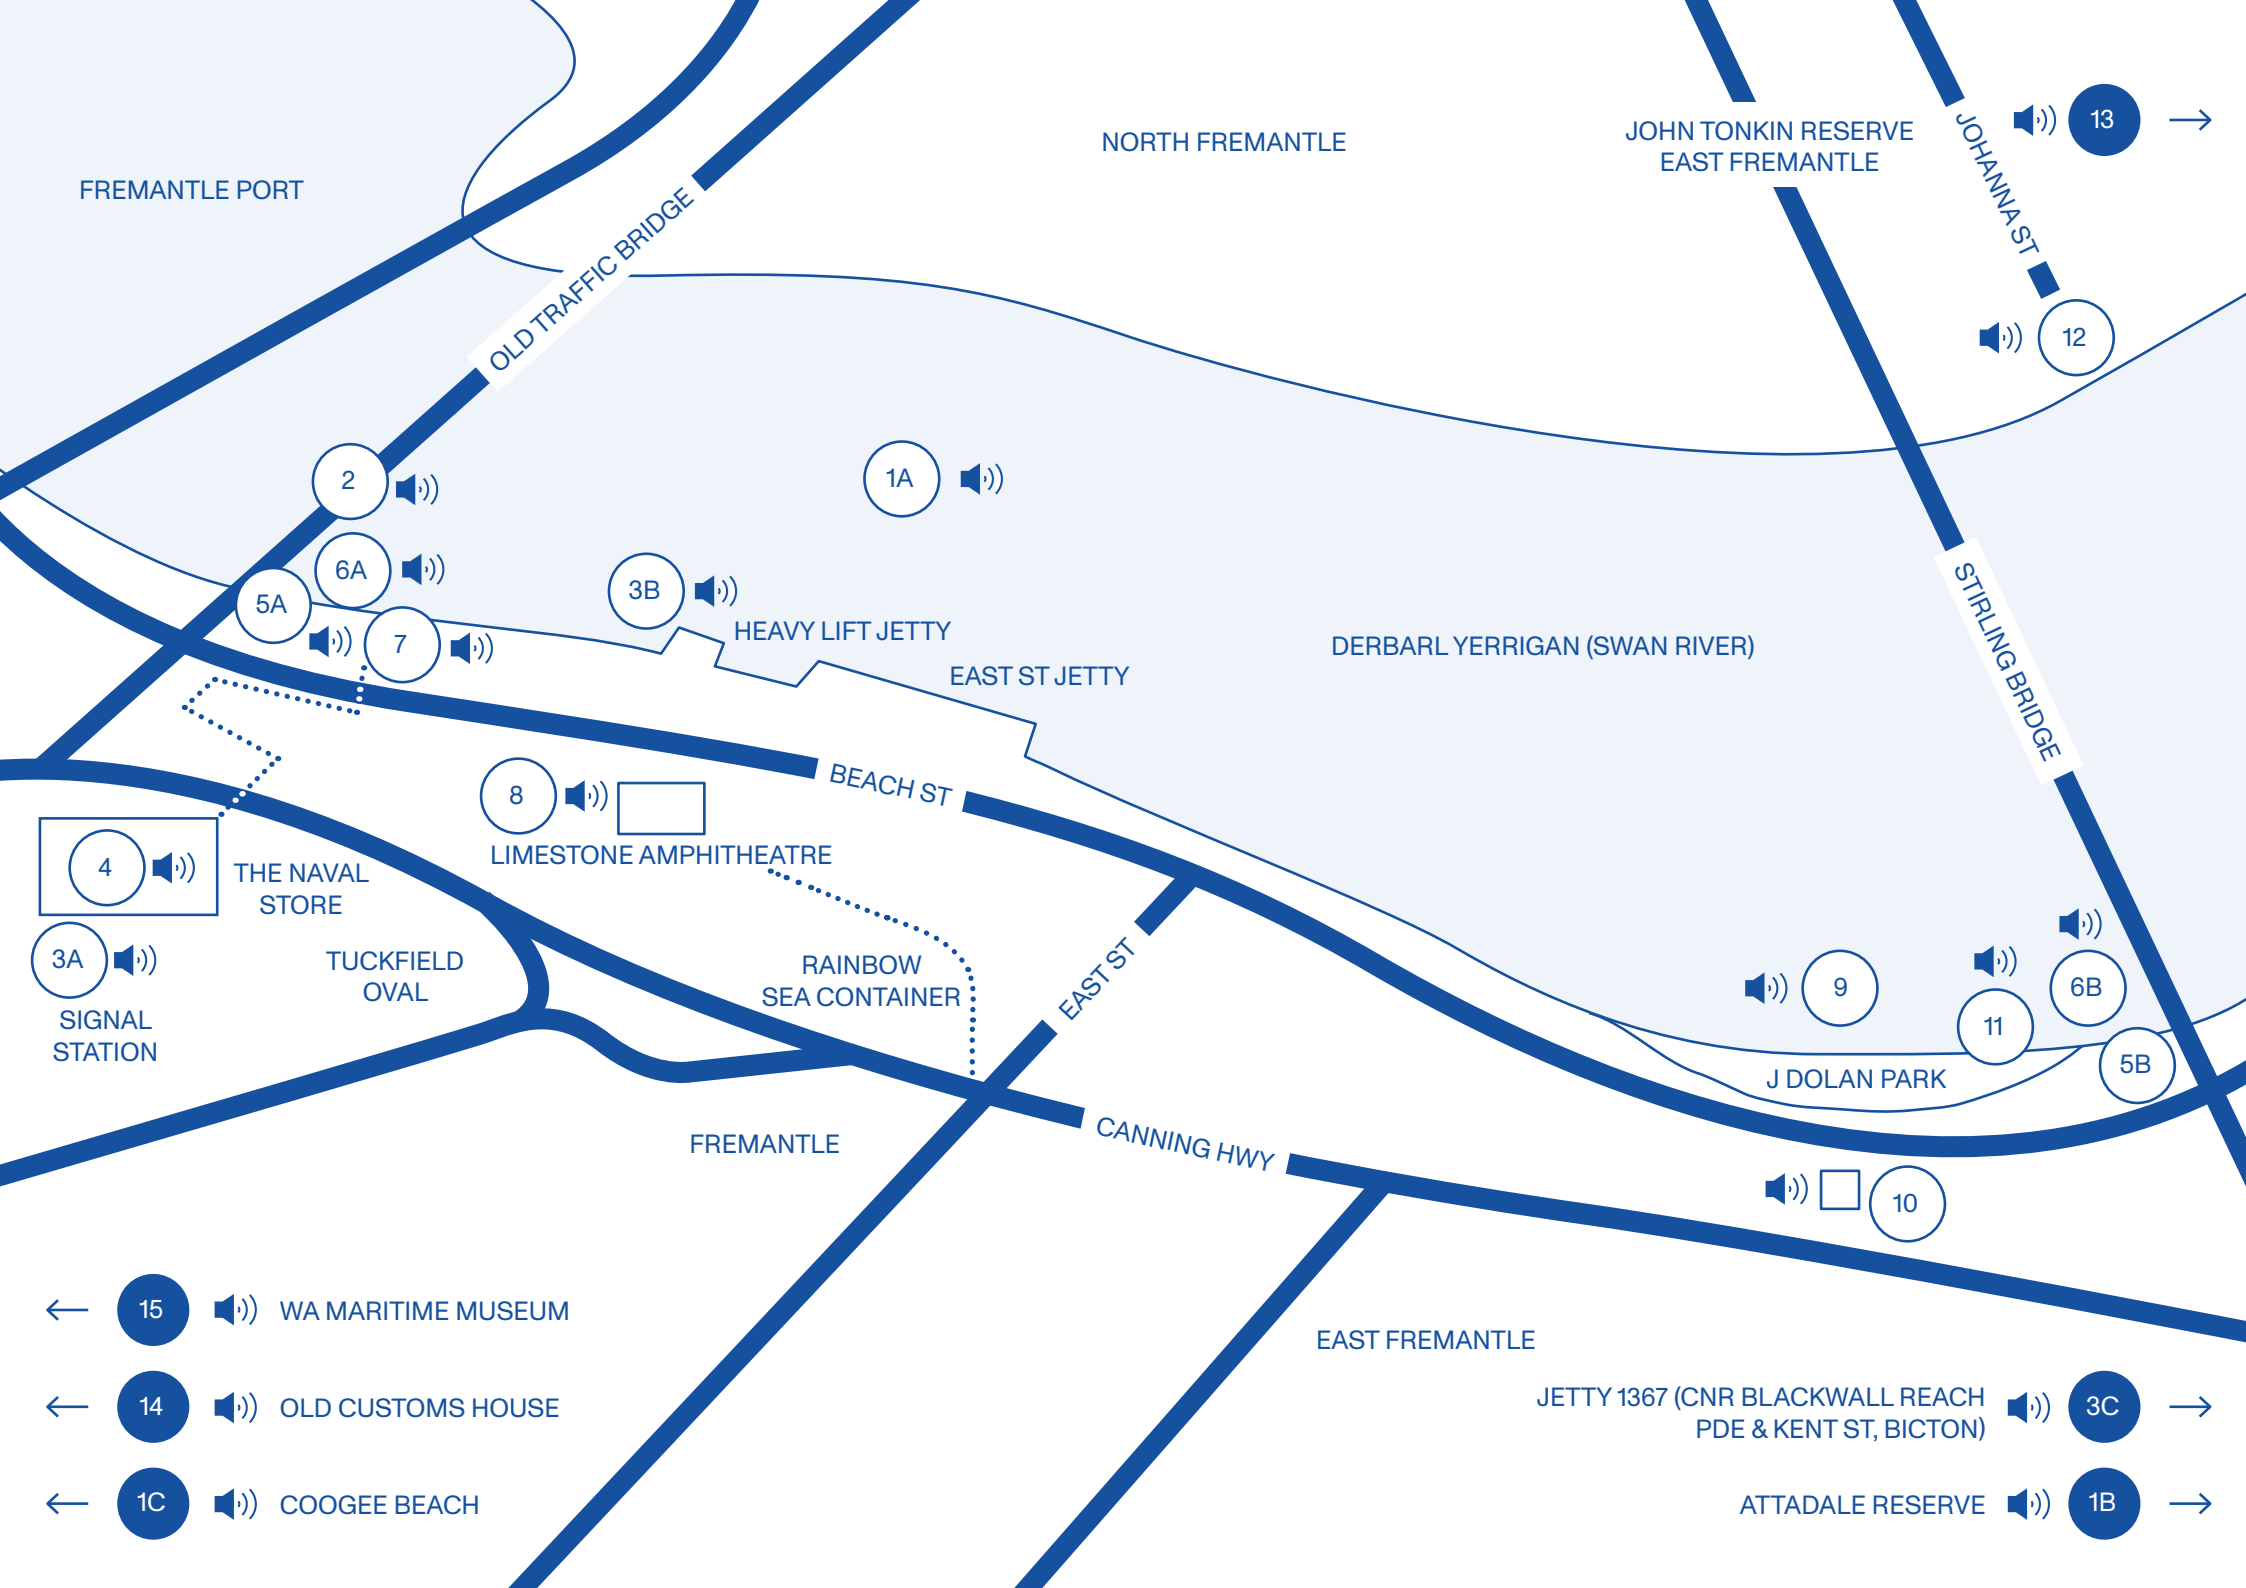 FREMANTLE PORT
OLD TRAFFIC BRIDGE
NORTH FREMANTLE
JOHN TONKIN RESERVE
EAST FREMANTLE
JOHANNA ST
13
12
2
1A
6A
5A
7
3B
HEAVY LIFT JETTY
EAST ST JETTY
DERBARL YERRIGAN (SWAN RIVER)
STIRLING BRIDGE
BEACH ST
8
LIMESTONE AMPHITHEATRE
4
THE NAVAL
STORE
3A
SIGNAL
STATION
TUCKFIELD
OVAL
RAINBOW
SEA CONTAINER
EAST ST
9
11
6B
5B
J DOLAN PARK
FREMANTLE
CANNING HWY
10
15
WA MARITIME MUSEUM
14
OLD CUSTOMS HOUSE
1C
COOGEE BEACH
EAST FREMANTLE
JETTY 1367 (CNR BLACKWALL REACH
PDE & KENT ST, BICTON)
3C
ATTADALE RESERVE
1B